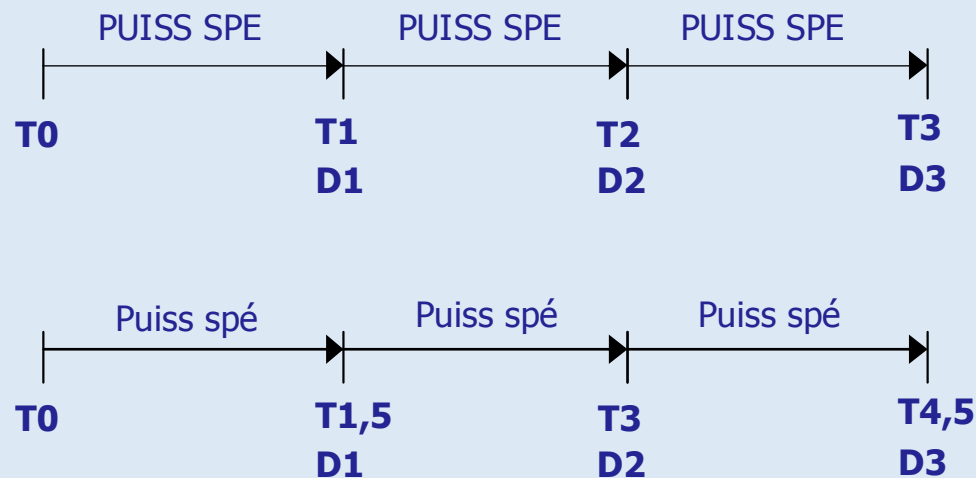 PUISS SPE PUISS SPE PUISS SPE
T0 T1 T2 T3
D1 D2 D3
Puiss spé Puiss spé Puiss spé
T0 T1,5 T3 T4,5
D1 D2 D3